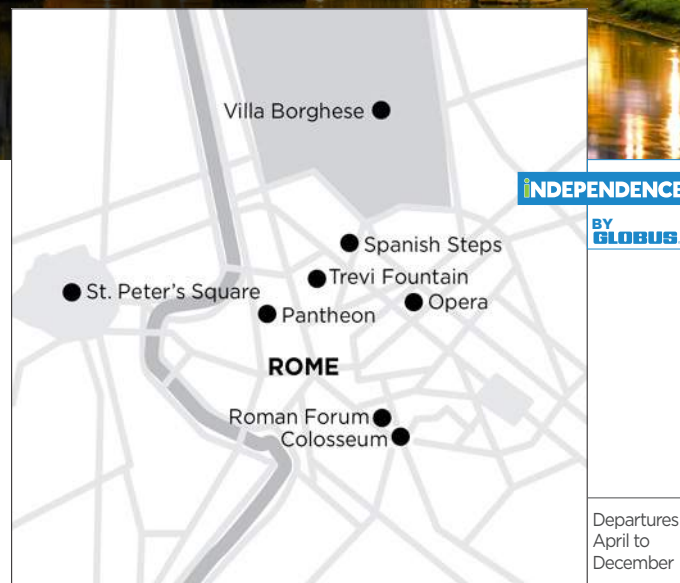 Villa Borghese
iNDEPENDENCE
BY
GLOBUS.
Spanish Steps
Trevi Fountain
St. Peter's Square
Opera
Pantheon
ROME
Roman Forum
Colosseum
Departures
April to
December